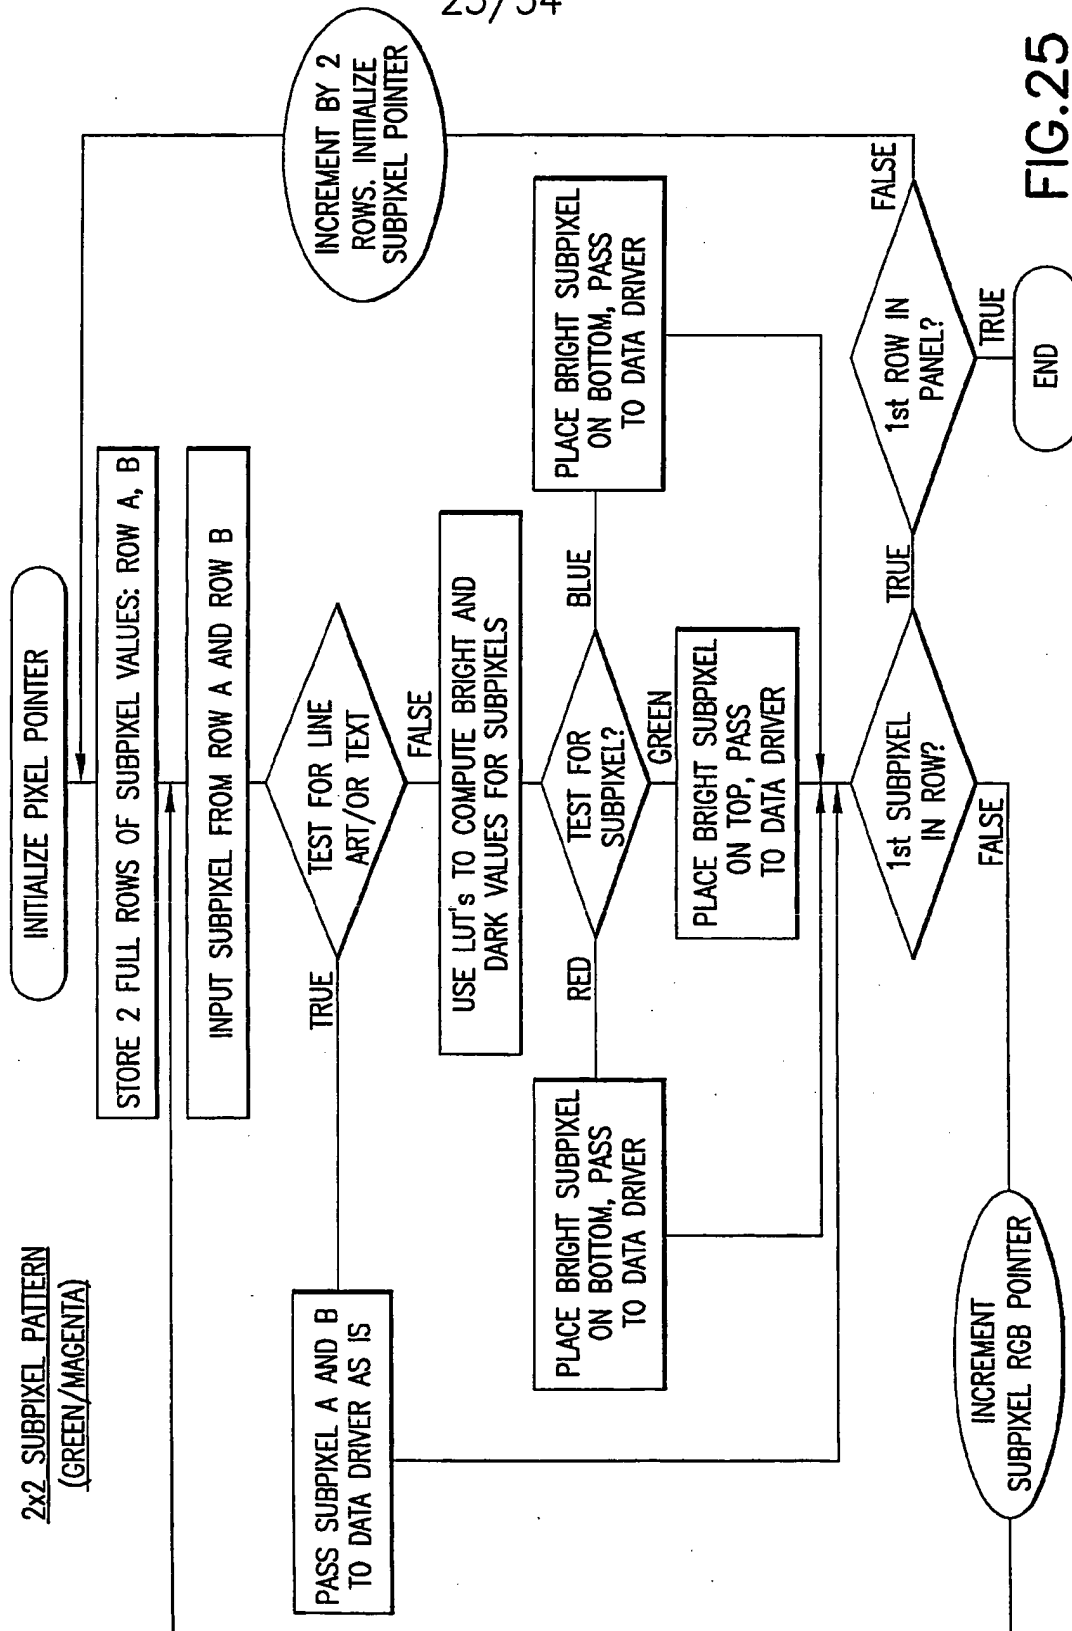 25/34
2x2 SUBPIXEL PATTERN
(GREEN/MAGENTA)
INITIALIZE PIXEL POINTER
STORE 2 FULL ROWS OF SUBPIXEL VALUES: ROW A, B
INPUT SUBPIXEL FROM ROW A AND ROW B
TEST FOR LINE
ART/OR TEXT
TRUE
FALSE
PASS SUBPIXEL A AND B
TO DATA DRIVER AS IS
USE LUT's TO COMPUTE BRIGHT AND
DARK VALUES FOR SUBPIXELS
TEST FOR
SUBPIXEL?
RED
BLUE
GREEN
PLACE BRIGHT SUBPIXEL
ON BOTTOM, PASS
TO DATA DRIVER
PLACE BRIGHT SUBPIXEL
ON TOP, PASS
TO DATA DRIVER
PLACE BRIGHT SUBPIXEL
ON BOTTOM, PASS
TO DATA DRIVER
1st SUBPIXEL
IN ROW?
TRUE
FALSE
1st ROW IN
PANEL?
FALSE
TRUE
INCREMENT BY 2
ROWS. INITIALIZE
SUBPIXEL POINTER
INCREMENT
SUBPIXEL RGB POINTER
END
FIG.25